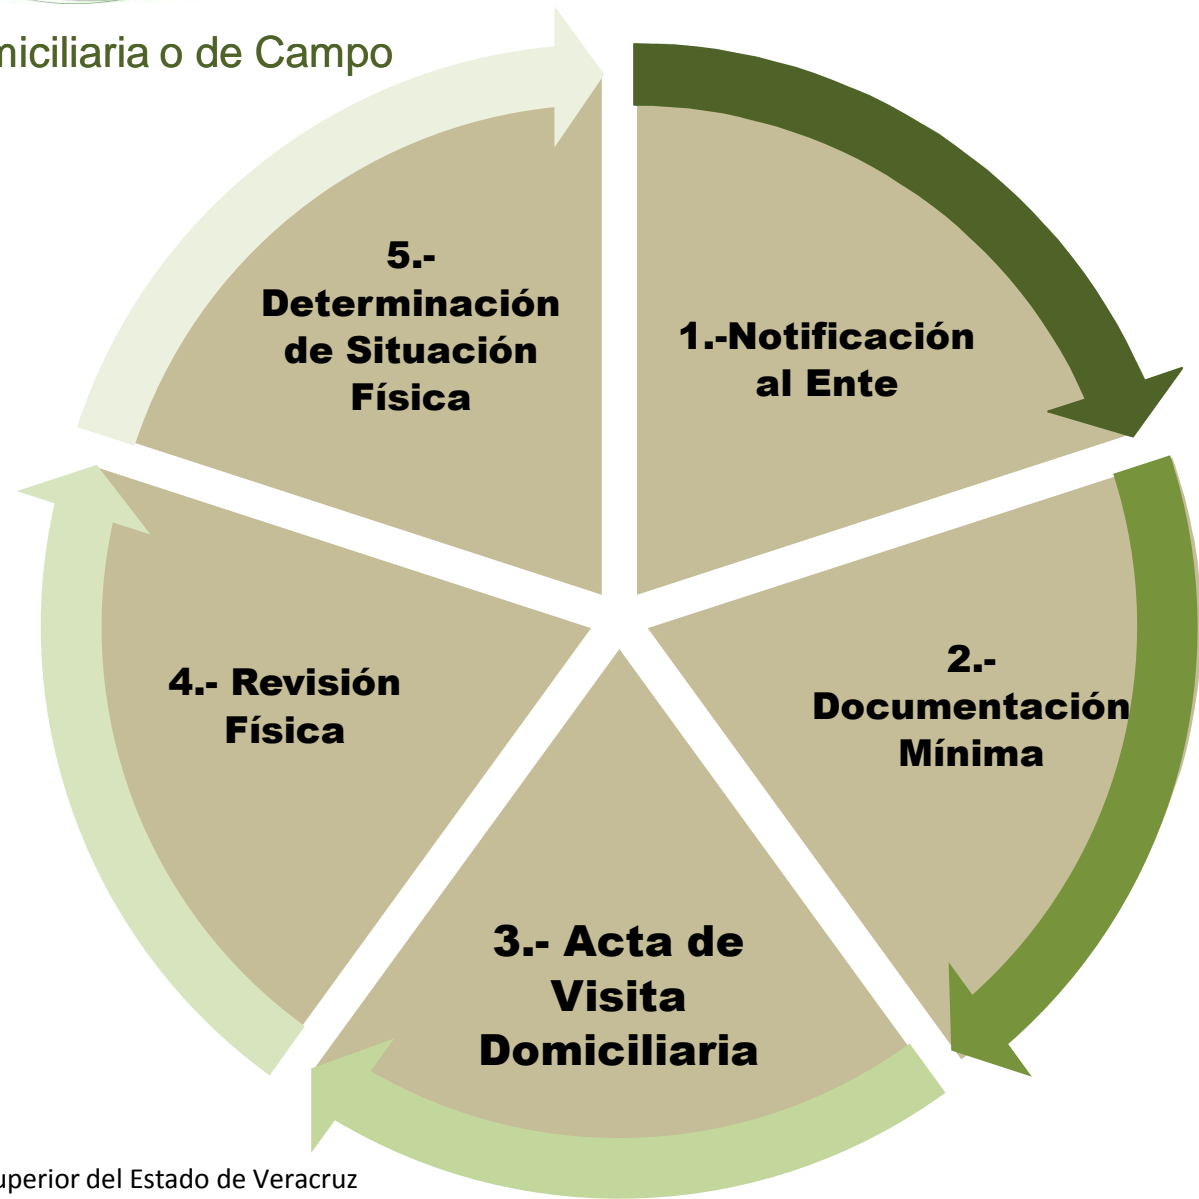 miciliaria o de Campo
1.-Notificación
al Ente
2.-
Documentación
Mínima
3.- Acta de
Visita
Domiciliaria
4.- Revisión
Física
5.-
Determinación
de Situación
Física
uperior del Estado de Veracruz